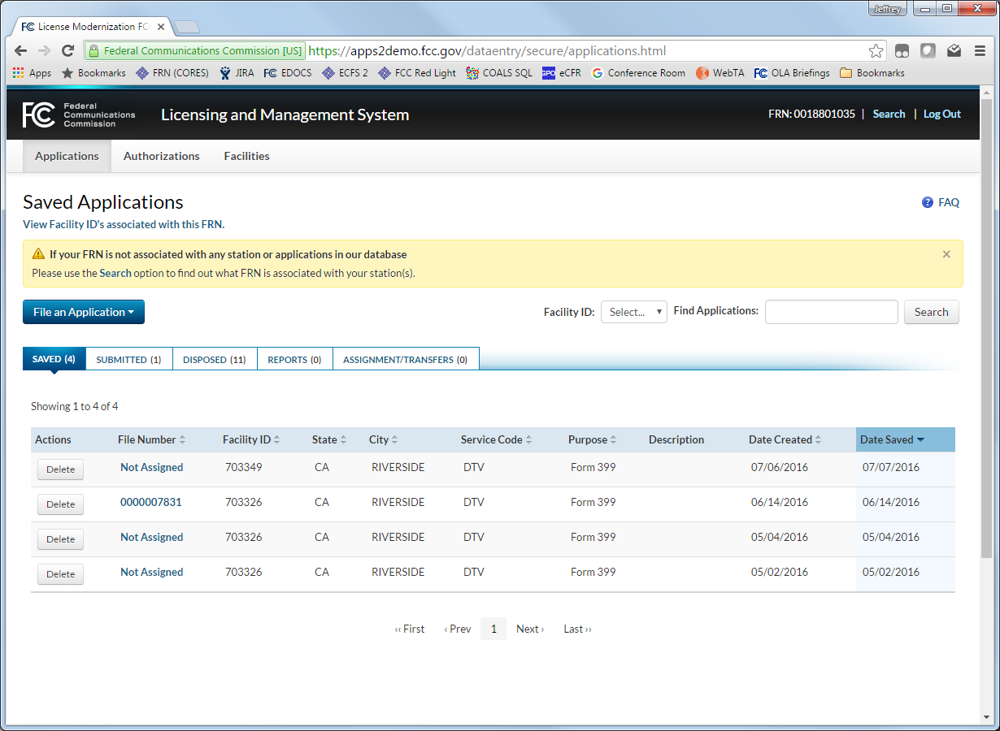 Jeffrey
License Modernization FC
Federal Communications Commission [US] https://apps2demo.fcc.gov/dataentry/secure/applications.html
Apps Bookmarks FRN (CORES) JIRA EDOCS ECFS 2 FCC Red Light COALS SQL eCFR Conference Room WebTA OLA Briefings Bookmarks
FC Federal Communications Commission
Licensing and Management System
FRN: 0018801035 | Search | Log Out
Applications Authorizations Facilities
Saved Applications
FAQ
View Facility ID's associated with this FRN.
If your FRN is not associated with any station or applications in our database
Please use the Search option to find out what FRN is associated with your station(s).
File an Application Facility ID: Select... Find Applications: Search
SAVED (4) SUBMITTED (1) DISPOSED (11) REPORTS (0) ASSIGNMENT/TRANSFERS (0)
Showing 1 to 4 of 4
Actions File Number Facility ID State City Service Code Purpose Description Date Created Date Saved
Delete Not Assigned 703349 CA RIVERSIDE DTV Form 399 07/06/2016 07/07/2016
Delete 0000007831 703326 CA RIVERSIDE DTV Form 399 06/14/2016 06/14/2016
Delete Not Assigned 703326 CA RIVERSIDE DTV Form 399 05/04/2016 05/04/2016
Delete Not Assigned 703326 CA RIVERSIDE DTV Form 399 05/02/2016 05/02/2016
‹‹ First ‹ Prev 1 Next › Last ››